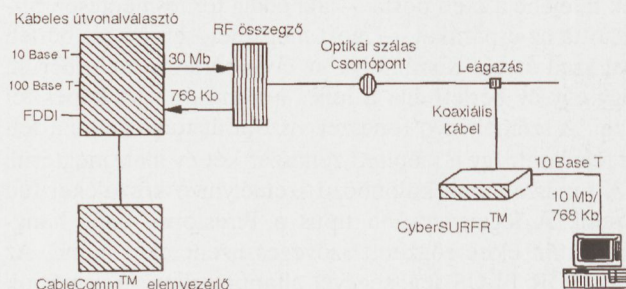 Kábeles útvonalválasztó
10 Base T
100 Base T
FDDI
30 Mb
768 Kb
RF összegző
Optikai szálas
csomópont
Leágazás
Koaxiális
kábel
10 Base T
10 Mb/
768 Kb
CyberSURFR™
CableComm™ elemvezérlő